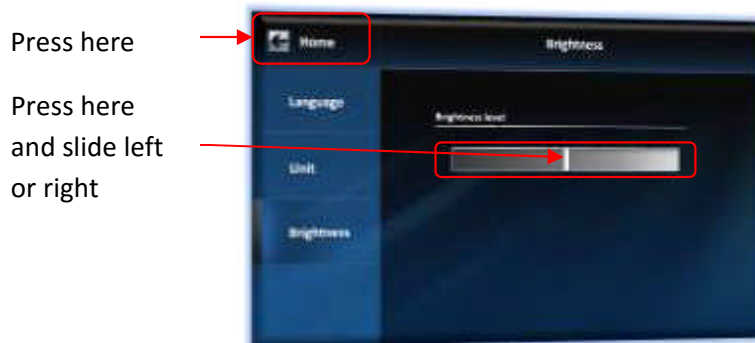 Press here
Home
Brightness
Press here
and slide left
or right
Language
Unit
Brightness
Brightness level